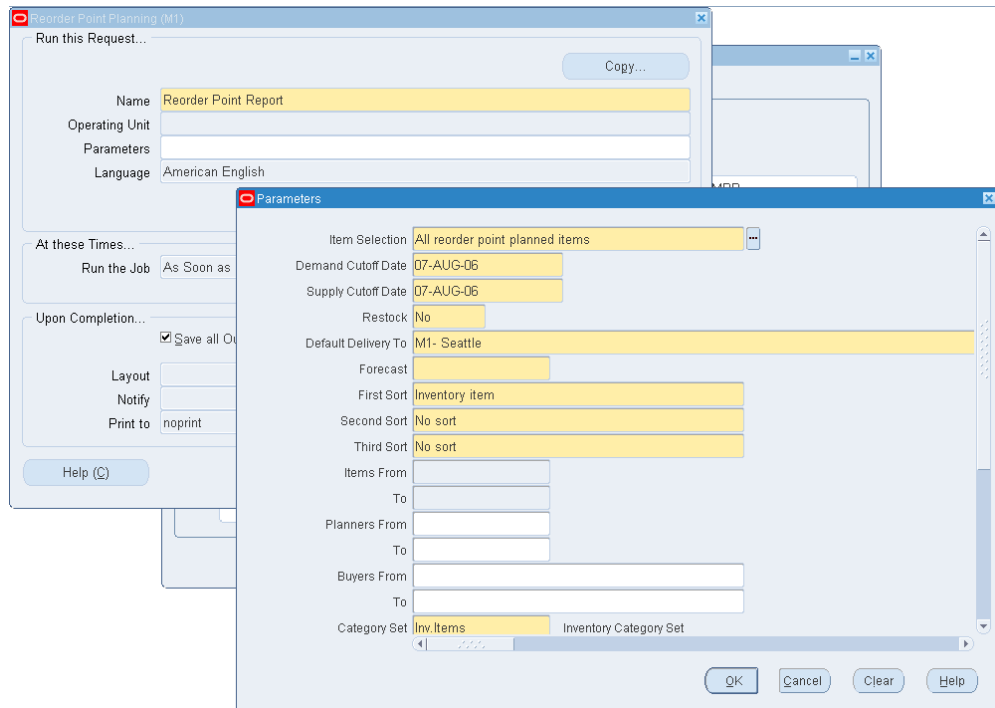 Reorder Point Planning (M1)
Run this Request...
Copy...
Name Reorder Point Report
Operating Unit
Parameters
Language American English
At these Times...
Run the Job As Soon as
Upon Completion...
Save all Ou
Layout
Notify
Print to noprint
Help (C)
Parameters
Item Selection All reorder point planned items
Demand Cutoff Date 07-AUG-06
Supply Cutoff Date 07-AUG-06
Restock No
Default Delivery To M1- Seattle
Forecast
First Sort Inventory item
Second Sort No sort
Third Sort No sort
Items From
To
Planners From
To
Buyers From
To
Category Set Inv.Items Inventory Category Set
OK Cancel Clear Help